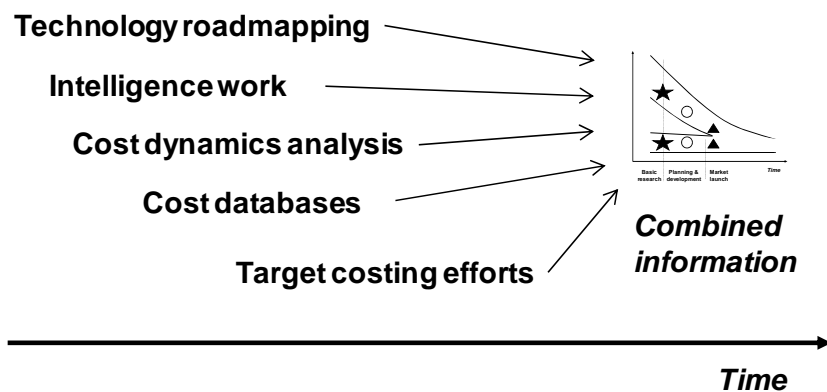 Technology roadmapping
Intelligence work
Cost dynamics analysis
Cost databases
Target costing efforts
Basic research
Planning & development
Market launch
Time
Combined
information
Time